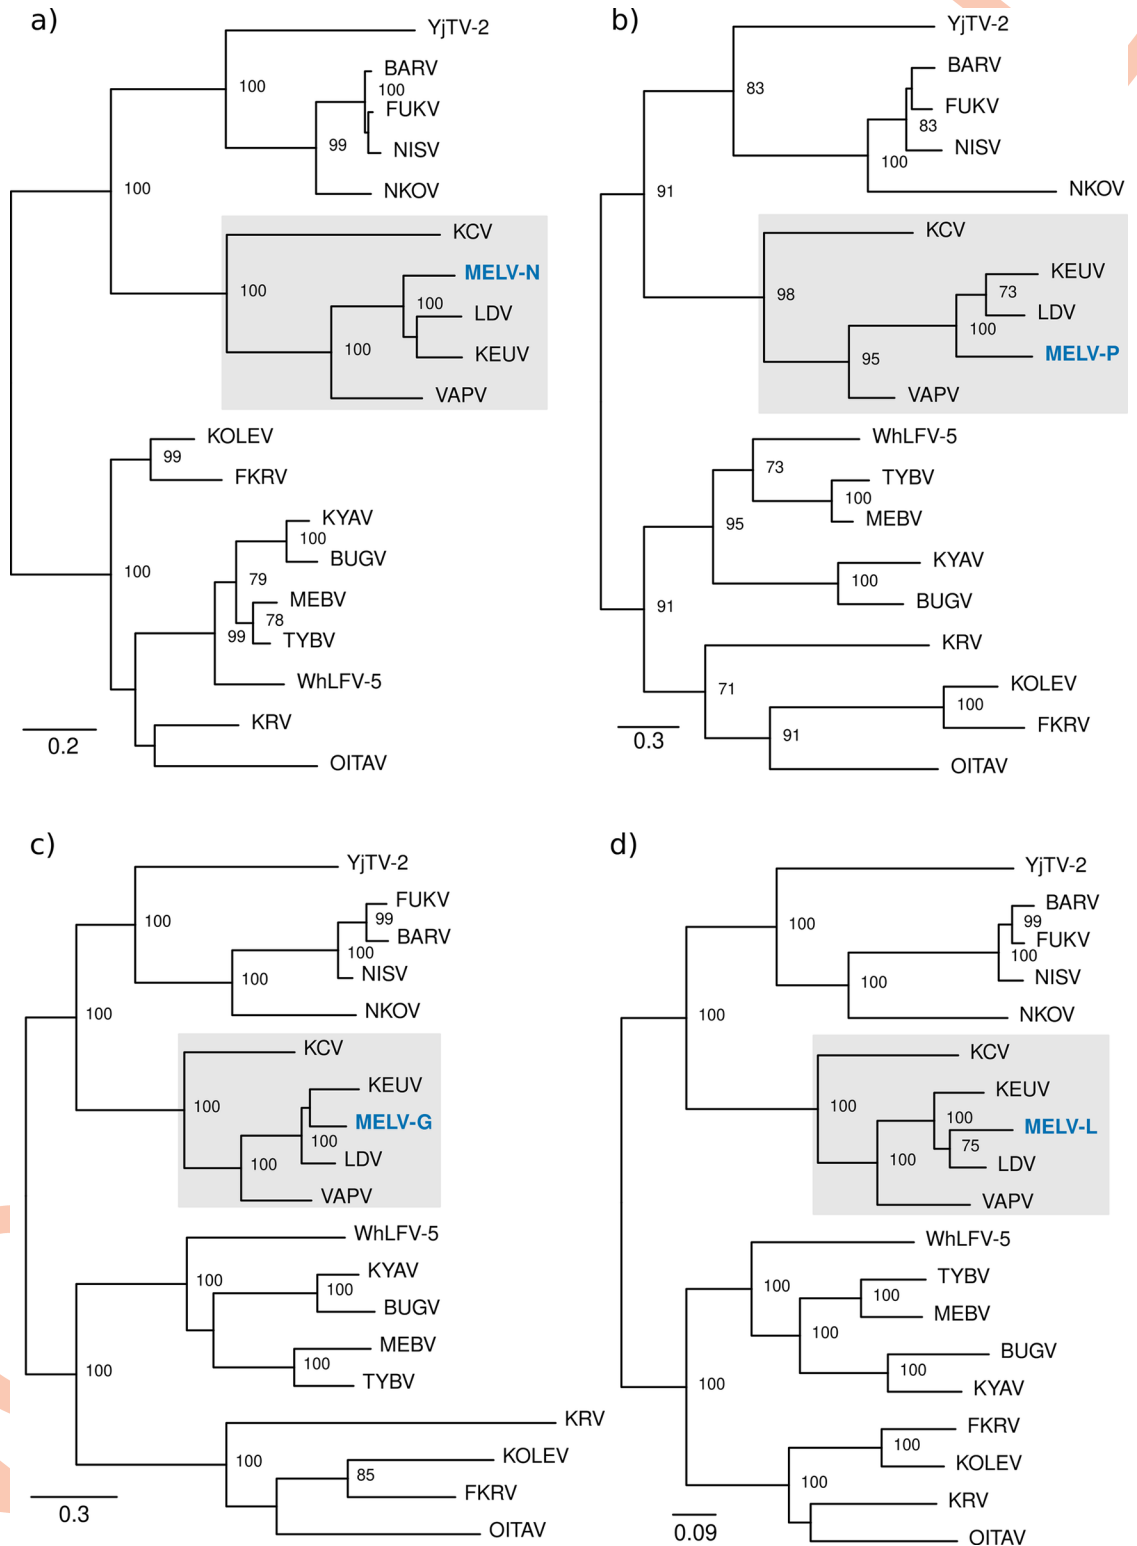 a)
YjTV-2
BARV
100
100
FUKV
99
NISV
100
NKOV
KCV
MELV-N
100
100
LDV
100
KEUV
VAPV
KOLEV
99
FKRV
KYAV
100
BUGV
100
79
MEBV
78
99
TYBV
WhLFV-5
KRV
0.2
OITAV
b)
YjTV-2
BARV
83
FUKV
83
NISV
100
NKOV
91
KCV
KEUV
73
98
LDV
100
MELV-P
95
VAPV
WhLFV-5
73
TYBV
100
95
MEBV
KYAV
100
BUGV
91
KRV
KOLEV
71
100
FKRV
91
0.3
OITAV
c)
YjTV-2
FUKV
99
100
BARV
100
NISV
100
NKOV
100
KCV
KEUV
100
MELV-G
100
LDV
100
VAPV
WhLFV-5
KYAV
100
100
BUGV
MEBV
100
100
TYBV
KRV
100
KOLEV
85
FKRV
0.3
OITAV
d)
YjTV-2
BARV
99
100
FUKV
100
NISV
100
NKOV
100
KCV
KEUV
100
100
MELV-L
75
100
LDV
VAPV
WhLFV-5
TYBV
100
100
MEBV
100
BUGV
100
KYAV
100
FKRV
100
KOLEV
100
KRV
0.09
OITAV